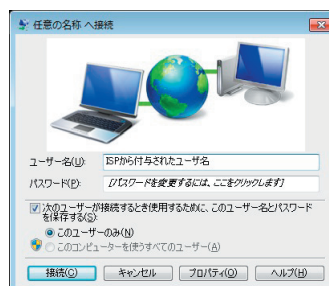 任意の名称 へ接続
ユーザー名(U):
ISPから付与されたユーザ名
パスワード(P):
[パスワードを変更するには、ここをクリックします]
次のユーザーが接続するとき使用するために、このユーザー名とパスワード
を保存する(S):
このユーザーのみ(N)
このコンピューターを使うすべてのユーザー(A)
接続(C)
キャンセル
プロパティ(O)
ヘルプ(H)